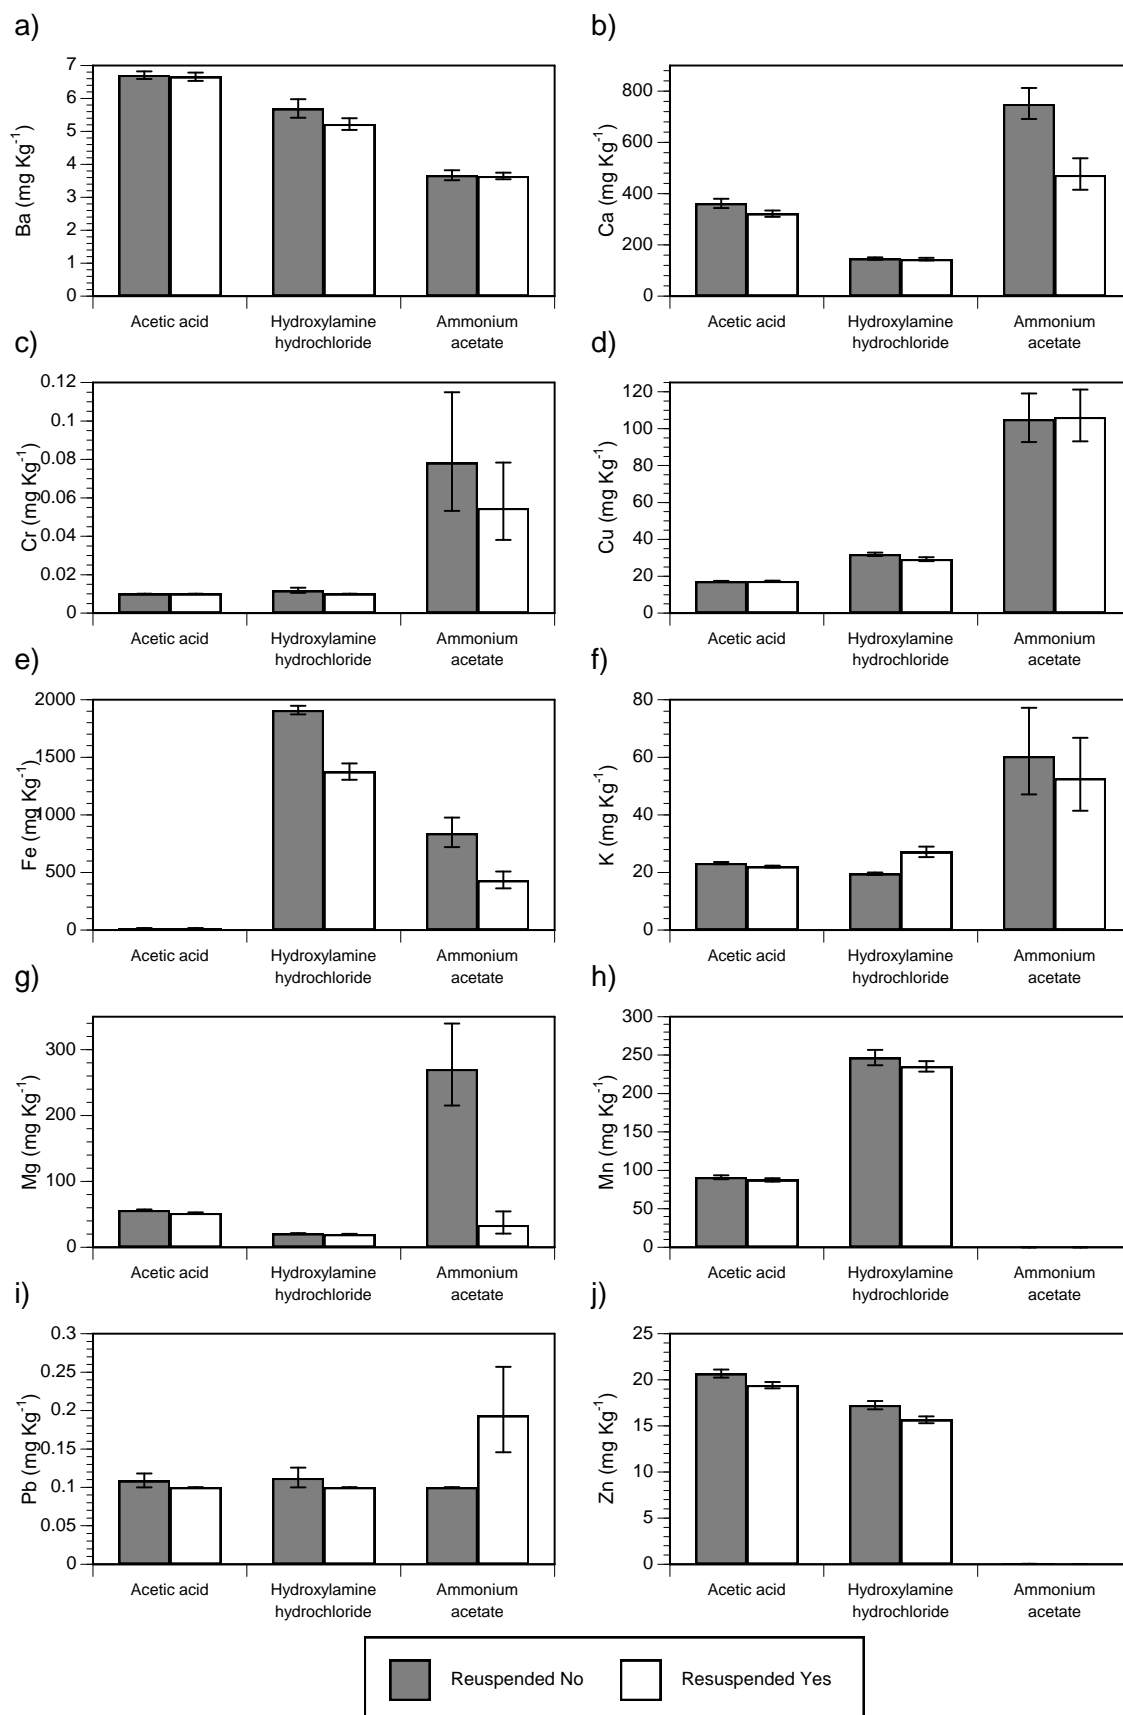 a)
7
6
5
4
3
2
1
0
Ba (mg Kg-1)
Acetic acid
Hydroxylamine
hydrochloride
Ammonium
acetate
b)
800
600
400
200
0
Ca (mg Kg-1)
Acetic acid
Hydroxylamine
hydrochloride
Ammonium
acetate
c)
0.12
0.1
0.08
0.06
0.04
0.02
0
Cr (mg Kg-1)
Acetic acid
Hydroxylamine
hydrochloride
Ammonium
acetate
d)
120
100
80
60
40
20
0
Cu (mg Kg-1)
Acetic acid
Hydroxylamine
hydrochloride
Ammonium
acetate
e)
2000
1500
1000
500
0
Fe (mg Kg-1)
Acetic acid
Hydroxylamine
hydrochloride
Ammonium
acetate
f)
80
60
40
20
0
K (mg Kg-1)
Acetic acid
Hydroxylamine
hydrochloride
Ammonium
acetate
g)
300
200
100
0
Mg (mg Kg-1)
Acetic acid
Hydroxylamine
hydrochloride
Ammonium
acetate
h)
300
250
200
150
100
50
0
Mn (mg Kg-1)
Acetic acid
Hydroxylamine
hydrochloride
Ammonium
acetate
i)
0.3
0.25
0.2
0.15
0.1
0.05
0
Pb (mg Kg-1)
Acetic acid
Hydroxylamine
hydrochloride
Ammonium
acetate
j)
25
20
15
10
5
0
Zn (mg Kg-1)
Acetic acid
Hydroxylamine
hydrochloride
Ammonium
acetate
Reuspended No
Resuspended Yes